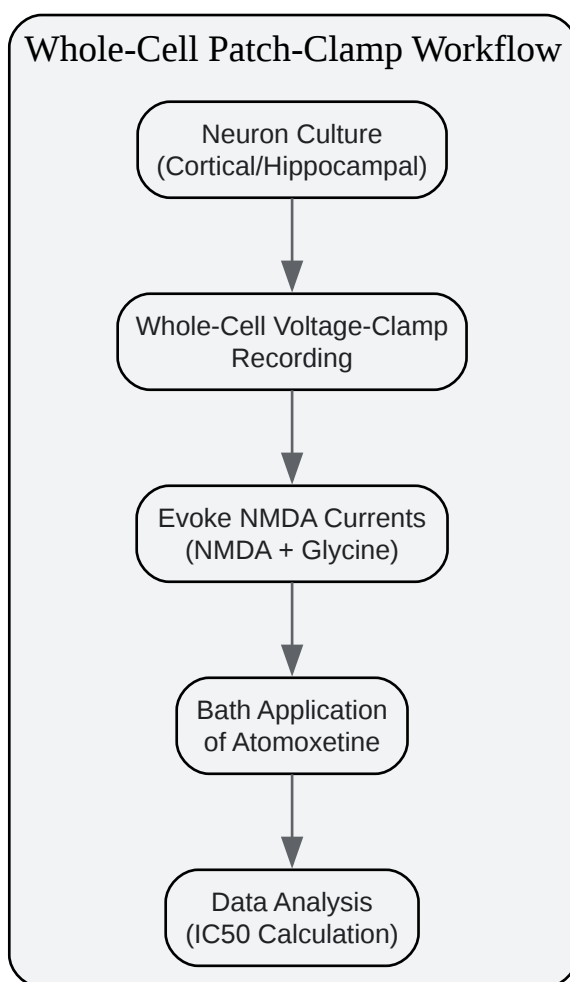 Whole-Cell Patch-Clamp Workflow
Neuron Culture
(Cortical/Hippocampal)
Whole-Cell Voltage-Clamp
Recording
Evoke NMDA Currents
(NMDA + Glycine)
Bath Application
of Atomoxetine
Data Analysis
(IC50 Calculation)